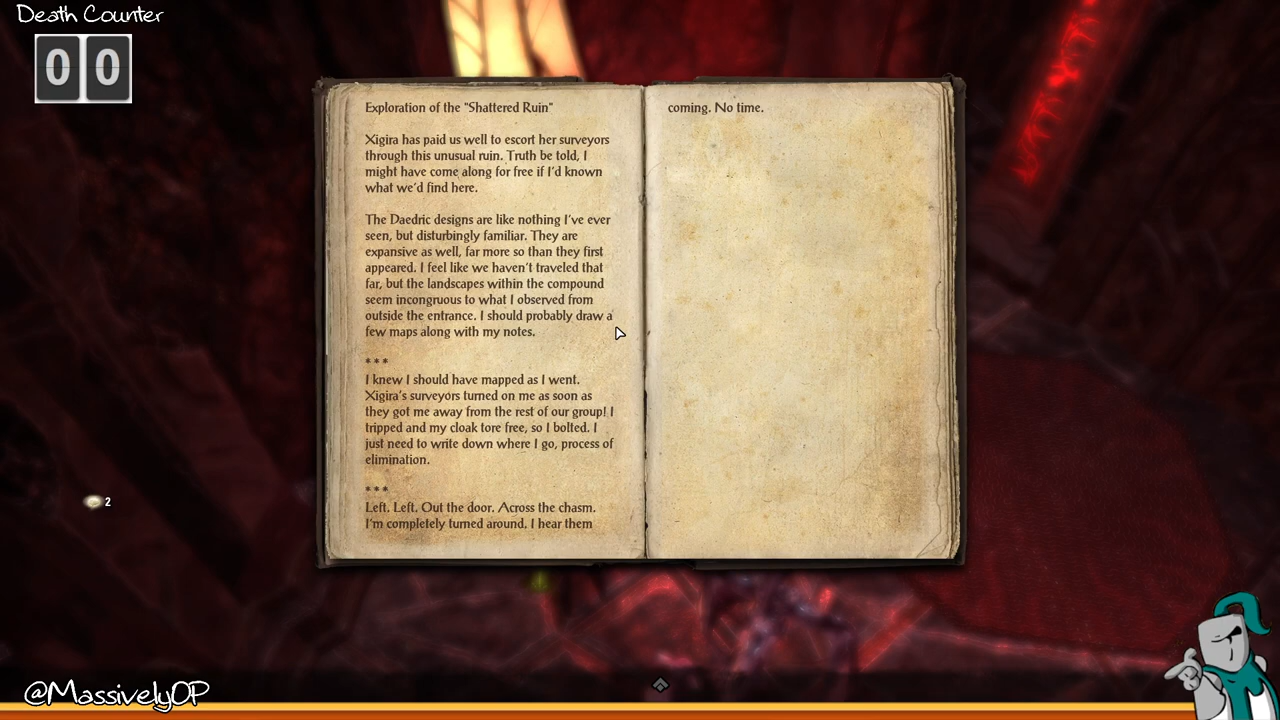 Death Counter
00
Exploration of the "Shattered Ruin"
Xigira has paid us well to escort her surveyors
through this unusual ruin. Truth be told, I
might have come along for free if I'd known
what we'd find here.
The Daedric designs are like nothing I've ever
seen, but disturbingly familiar. They are
expansive as well, far more so than they first
appeared. I feel like we haven't traveled that
far, but the landscapes within the compound
seem incongruous to what I observed from
outside the entrance. I should probably draw a
few maps along with my notes.
* * *
I knew I should have mapped as I went.
Xigira's surveyors turned on me as soon as
they got me away from the rest of our group! I
tripped and my cloak tore free, so I bolted. I
just need to write down where I go, process of
elimination.
* * *
Left. Left. Out the door. Across the chasm.
I'm completely turned around. I hear them
coming. No time.
2
@MassivelyOP